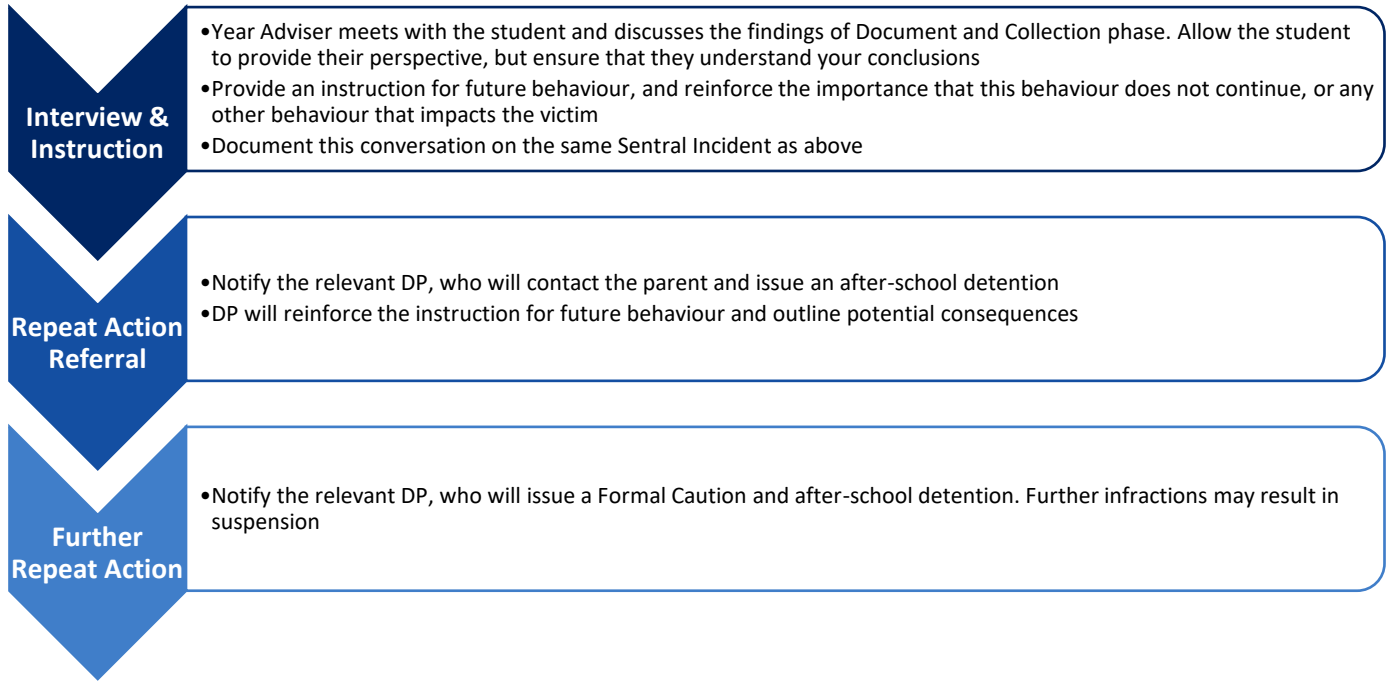 Interview &
Instruction
•Year Adviser meets with the student and discusses the findings of Document and Collection phase. Allow the student
to provide their perspective, but ensure that they understand your conclusions
•Provide an instruction for future behaviour, and reinforce the importance that this behaviour does not continue, or any
other behaviour that impacts the victim
•Document this conversation on the same Sentral Incident as above
Repeat Action
Referral
•Notify the relevant DP, who will contact the parent and issue an after-school detention
•DP will reinforce the instruction for future behaviour and outline potential consequences
Further
Repeat Action
•Notify the relevant DP, who will issue a Formal Caution and after-school detention. Further infractions may result in
suspension